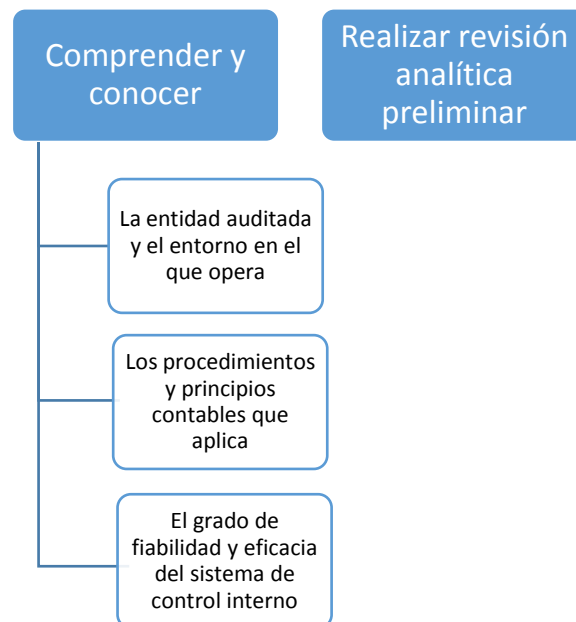 Comprender y
conocer
Realizar revisión
analítica
preliminar
La entidad auditada
y el entorno en el
que opera
Los procedimientos
y principios
contables que
aplica
El grado de
fiabilidad y eficacia
del sistema de
control interno